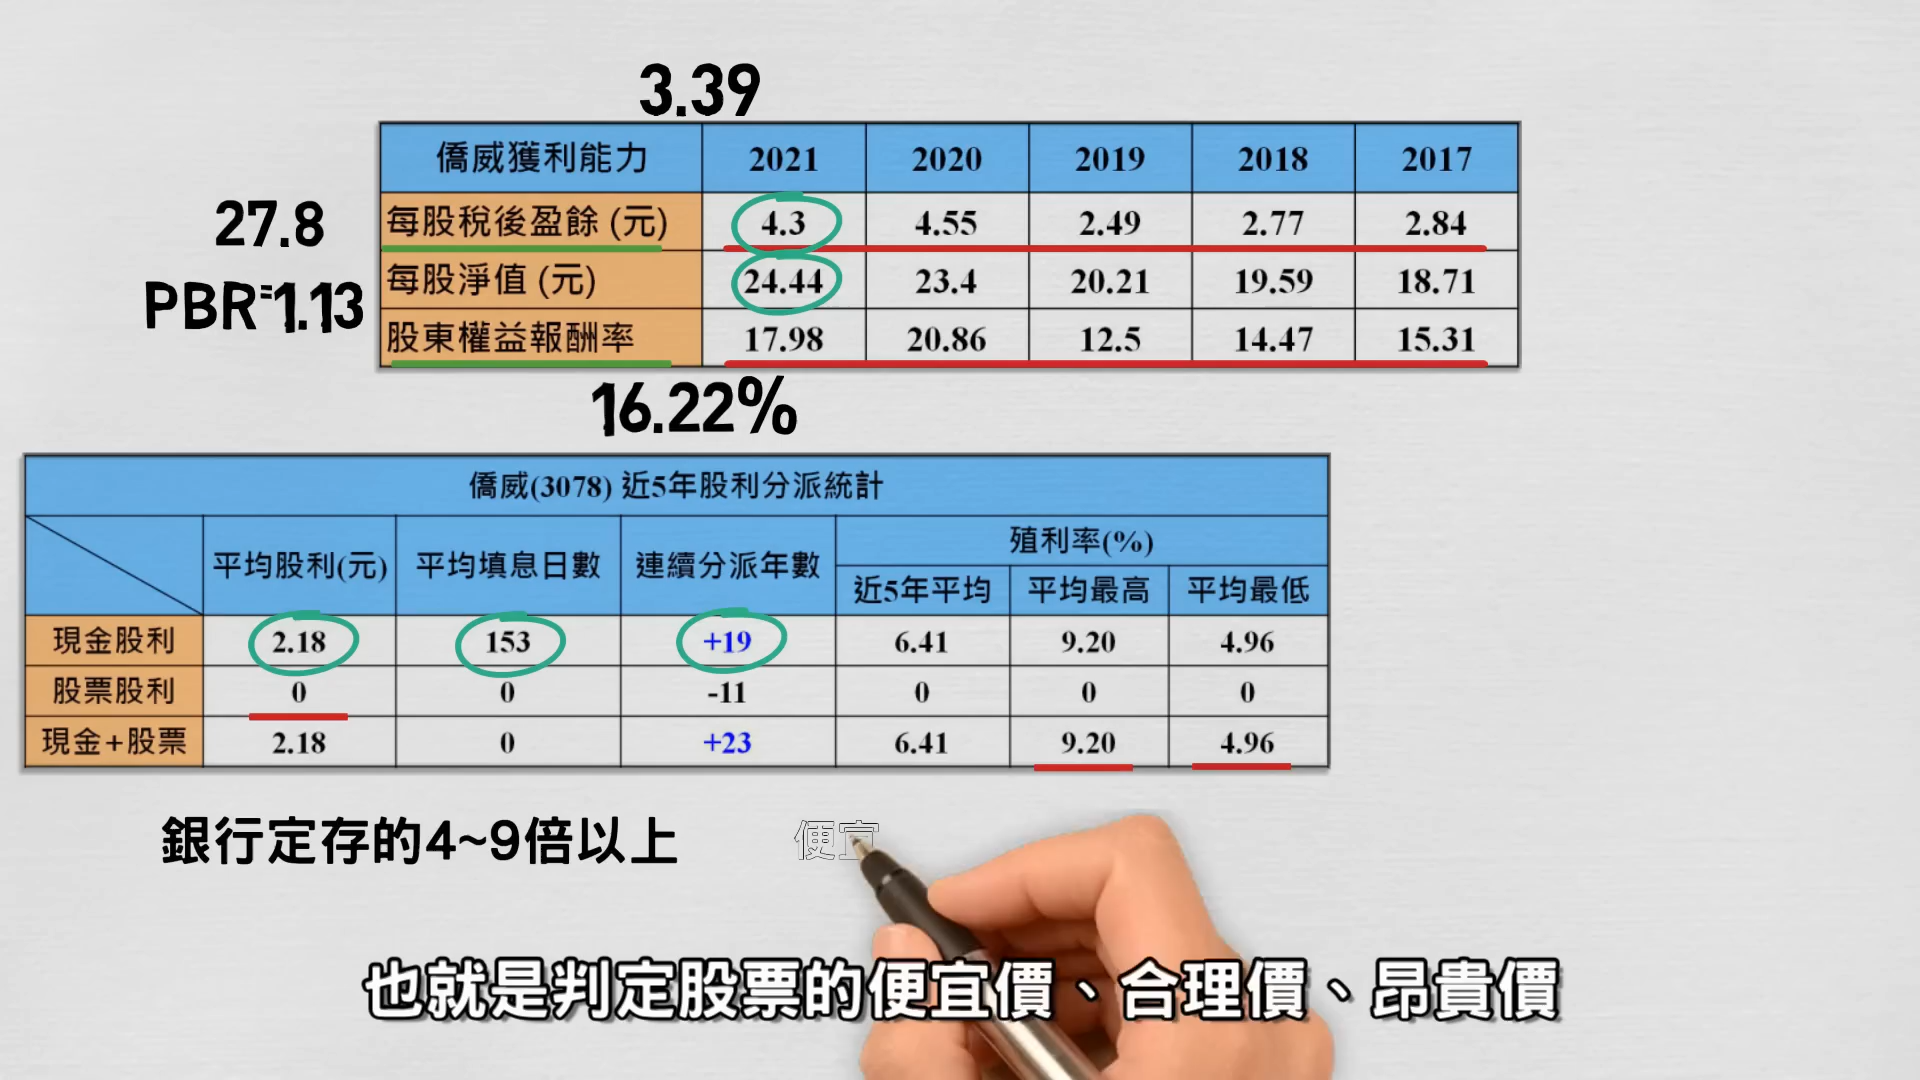 3.39
僑威獲利能力 2021 2020 2019 2018 2017
27.8
每股稅後盈餘 (元) 4.3 4.55 2.49 2.77 2.84
PBR=1.13
每股淨值 (元) 24.44 23.4 20.21 19.59 18.71
股東權益報酬率 17.98 20.86 12.5 14.47 15.31
16.22%
僑威(3078) 近5年股利分派統計
平均股利(元) 平均填息日數 連續分派年數 殖利率(%)
近5年平均 平均最高 平均最低
現金股利 2.18 153 +19 6.41 9.20 4.96
股票股利 0 0 -11 0 0 0
現金+股票 2.18 0 +23 6.41 9.20 4.96
銀行定存的4~9倍以上
便宜
也就是判定股票的便宜價、合理價、昂貴價